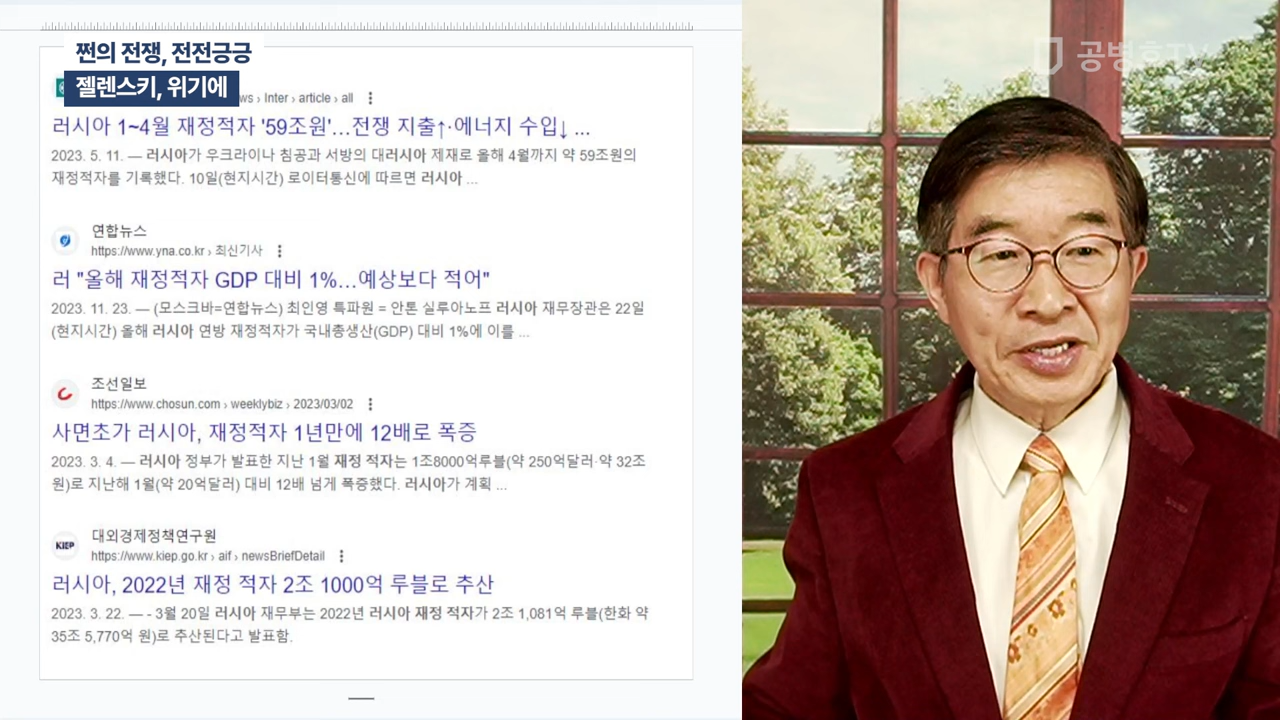 쩐의 전쟁, 전전긍긍
젤렌스키, 위기에
공병호TV
ws › Inter › article › all
러시아 1~4월 재정적자 '59조원'...전쟁 지출↑·에너지 수입↓ ...
2023. 5. 11. — 러시아가 우크라이나 침공과 서방의 대러시아 제재로 올해 4월까지 약 59조원의
재정적자를 기록했다. 10일(현지시간) 로이터통신에 따르면 러시아 ...
연합뉴스
https://www.yna.co.kr › 최신기사
러 "올해 재정적자 GDP 대비 1%...예상보다 적어"
2023. 11. 23. — (모스크바=연합뉴스) 최인영 특파원 = 안톤 실루아노프 러시아 재무장관은 22일
(현지시간) 올해 러시아 연방 재정적자가 국내총생산(GDP) 대비 1%에 이를 ...
조선일보
https://www.chosun.com › weeklybiz › 2023/03/02
사면초가 러시아, 재정적자 1년만에 12배로 폭증
2023. 3. 4. — 러시아 정부가 발표한 지난 1월 재정 적자는 1조8000억루블(약 250억달러·약 32조
원)로 지난해 1월(약 20억달러) 대비 12배 넘게 폭증했다. 러시아가 계획 ...
KIEP
대외경제정책연구원
https://www.kiep.go.kr › aif › newsBriefDetail
러시아, 2022년 재정 적자 2조 1000억 루블로 추산
2023. 3. 22. — - 3월 20일 러시아 재무부는 2022년 러시아 재정 적자가 2조 1,081억 루블(한화 약
35조 5,770억 원)로 추산된다고 발표함.